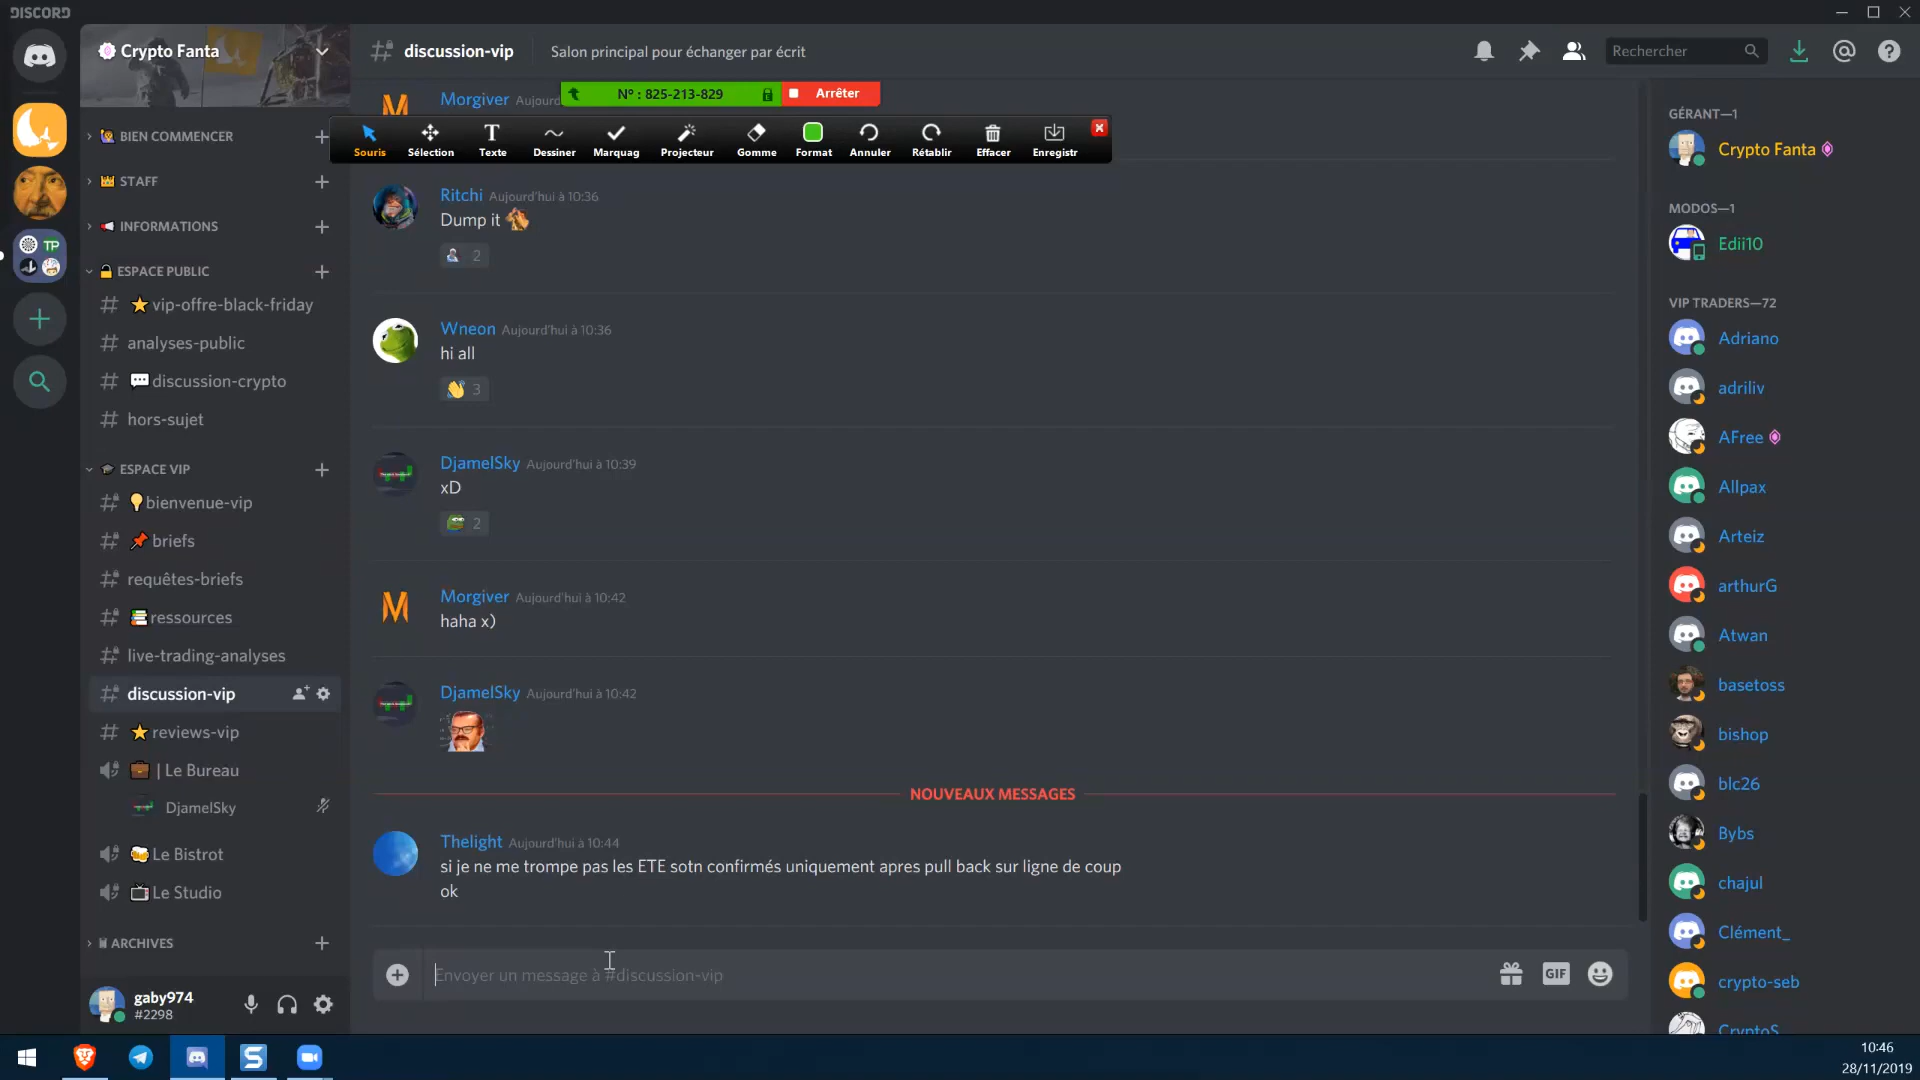 DISCORD
Crypto Fanta
discussion-vip
Salon principal pour échanger par écrit
Rechercher
Nº : 825-213-829
Arrêter
Souris
Sélection
Texte
Dessiner
Marquag
Projecteur
Gomme
Format
Annuler
Rétablir
Effacer
Enregistr
BIEN COMMENCER
STAFF
INFORMATIONS
ESPACE PUBLIC
vip-offre-black-friday
analyses-public
discussion-crypto
hors-sujet
ESPACE VIP
bienvenue-vip
briefs
requêtes-briefs
ressources
live-trading-analyses
discussion-vip
reviews-vip
| Le Bureau
DjamelSky
Le Bistrot
Le Studio
ARCHIVES
gaby974
#2298
TP
Morgiver Aujourd
Ritchi Aujourd'hui à 10:36
Dump it
2
Wneon Aujourd'hui à 10:36
hi all
3
DjamelSky Aujourd'hui à 10:39
xD
2
Morgiver Aujourd'hui à 10:42
haha x)
DjamelSky Aujourd'hui à 10:42
NOUVEAUX MESSAGES
Thelight Aujourd'hui à 10:44
si je ne me trompe pas les ETE sotn confirmés uniquement apres pull back sur ligne de coup
ok
Envoyer un message à #discussion-vip
GIF
GÉRANT—1
Crypto Fanta
MODOS—1
Edii10
VIP TRADERS—72
Adriano
adriliv
AFree
Allpax
Arteiz
arthurG
Atwan
basetoss
bishop
blc26
Bybs
chajul
Clément_
crypto-seb
CryptoS
10:46
28/11/2019